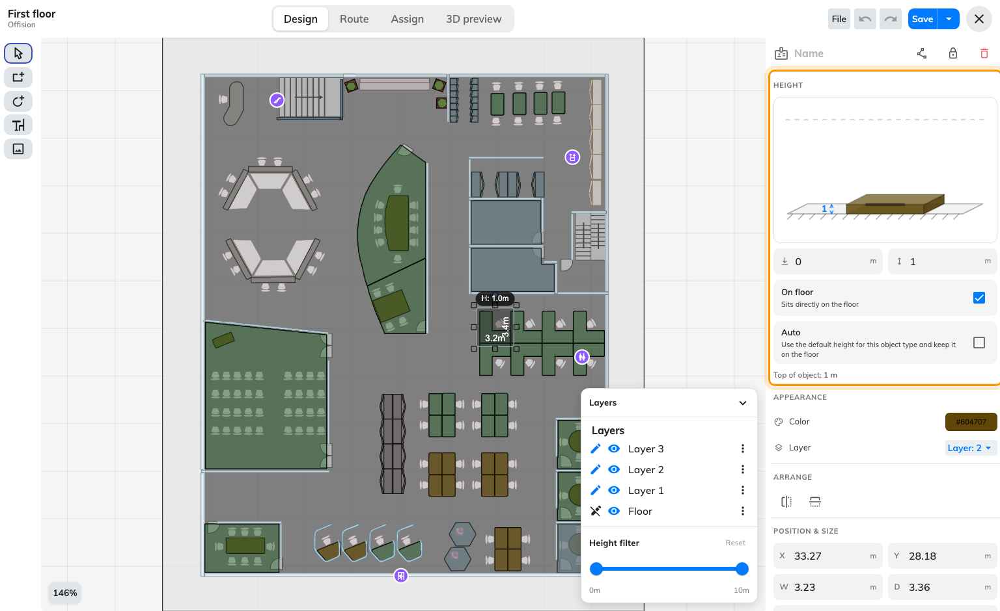 First floor
Offision
Design
Route
Assign
3D preview
File
Save
Name
HEIGHT
1
0 m
1 m
On floor
Sits directly on the floor
Auto
Use the default height for this object type and keep it
on the floor
Top of object: 1 m
APPEARANCE
Color
#604707
Layer
Layer: 2
ARRANGE
POSITION & SIZE
X 33.27 m
Y 28.18 m
W 3.23 m
D 3.36 m
H: 1.0m
3.4m
3.2m
Layers
Layers
Layer 3
Layer 2
Layer 1
Floor
Height filter
Reset
0m
10m
146%